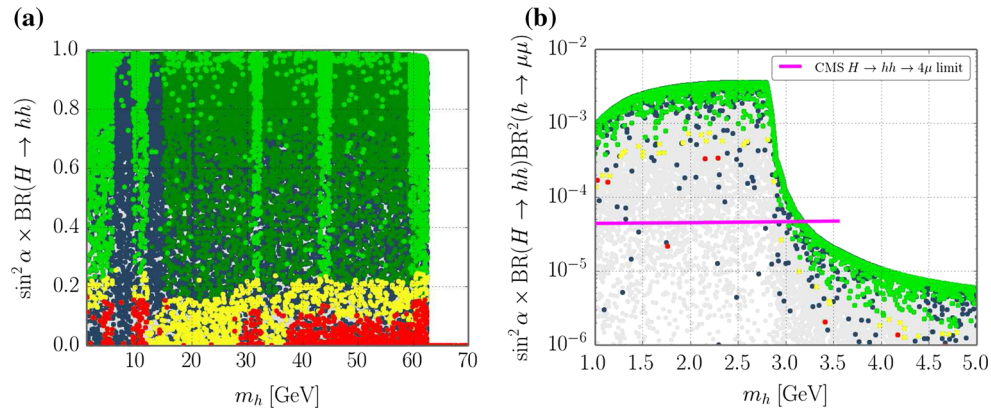 (a)
sin² α × BR(H → hh)
1.0
0.8
0.6
0.4
0.2
0.0
10 20 30 40 50 60 70
m_h [GeV]
(b)
sin² α × BR(H → hh)BR²(h → μμ)
10⁻²
10⁻³
10⁻⁴
10⁻⁵
10⁻⁶
CMS H → hh → 4μ limit
1.0 1.5 2.0 2.5 3.0 3.5 4.0 4.5 5.0
m_h [GeV]